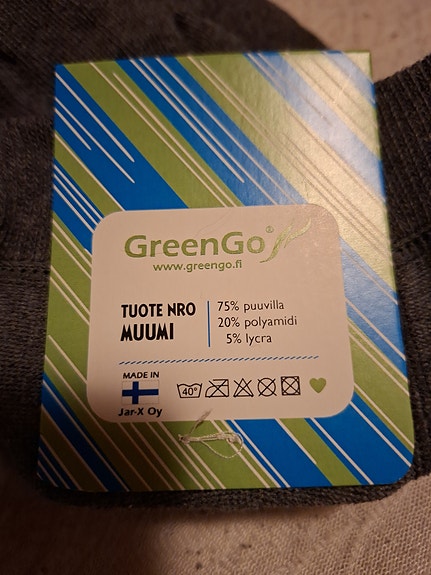 GreenGo®
www.greengo.fi
TUOTE NRO
MUUMI
75% puuvilla
20% polyamidi
5% lycra
MADE IN
Jar-X Oy
40°